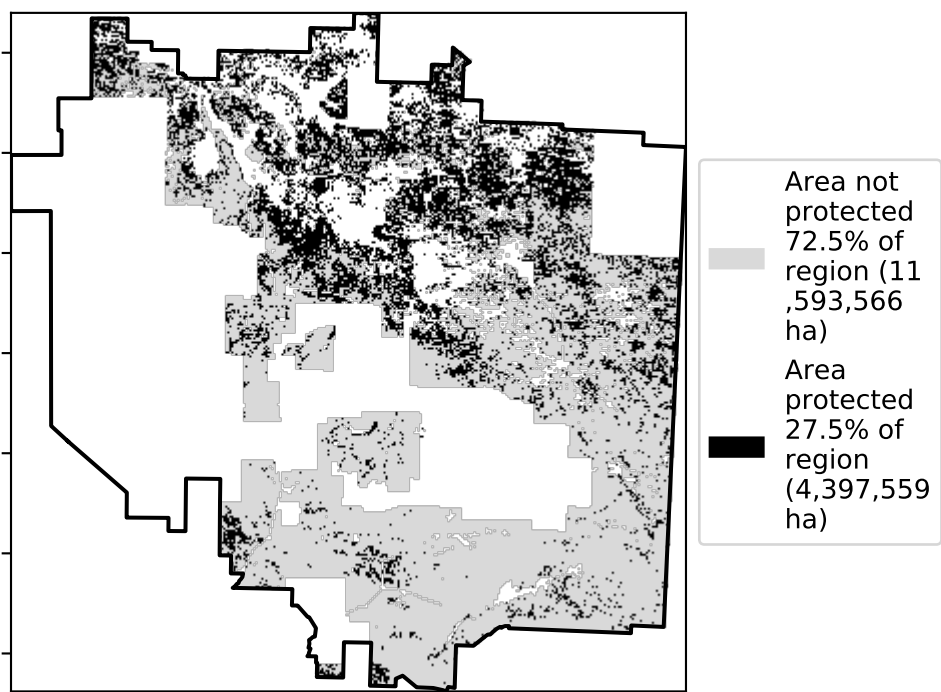 Area not
protected
72.5% of
region (11
,593,566
ha)
Area
protected
27.5% of
region
(4,397,559
ha)